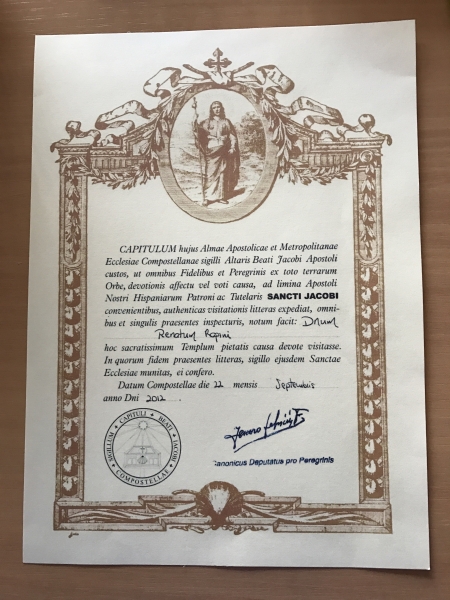 CAPITULUM hujus Almae Apostolicae et Metropolitanae
Ecclesiae Compostellanae sigilli Altaris Beati Jacobi Apostoli
custos, ut omnibus Fidelibus et Peregrinis ex toto terrarum
Orbe, devotionis affectu vel voti causa, ad limina Apostoli
Nostri Hispaniarum Patroni ac Tutelaris SANCTI JACOBI
convenientibus, authenticas visitationis litteras expediat, omni-
bus et singulis praesentes inspecturis, notum facit: Dnum
Renatum Rapini
hoc sacratissimum Templum pietatis causa devote visitasse.
In quorum fidem praesentes litteras, sigillo ejusdem Sanctae
Ecclesiae munitas, ei confero.
Datum Compostellae die 22 mensis Septembris
anno Dni 2012.
SIGILLUM CAPITULI BEATI JACOBI COMPOSTELLAE
Canonicus Deputatus pro Peregrinis